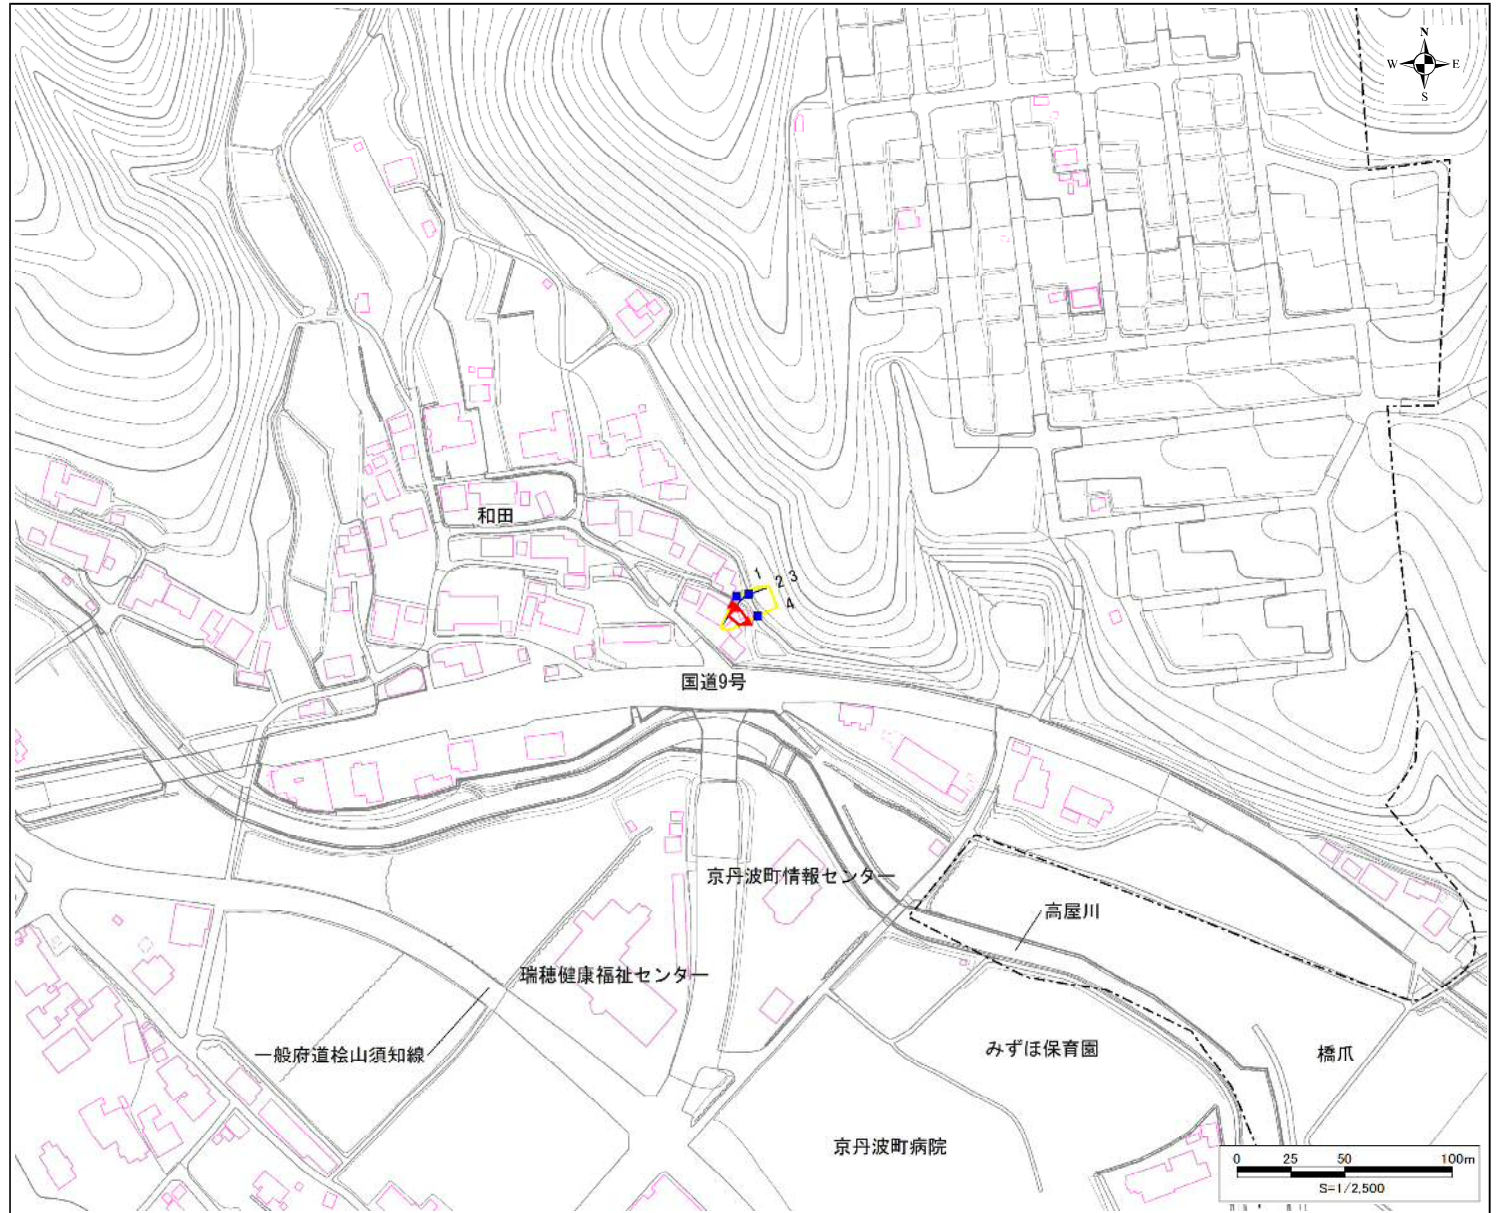 N
W E
S
和田
1
2 3
4
国道9号
京丹波町情報センター
高屋川
瑞穂健康福祉センター
一般府道桧山須知線
みずほ保育園
橋爪
京丹波町病院
0 25 50 100m
S=1/2,500